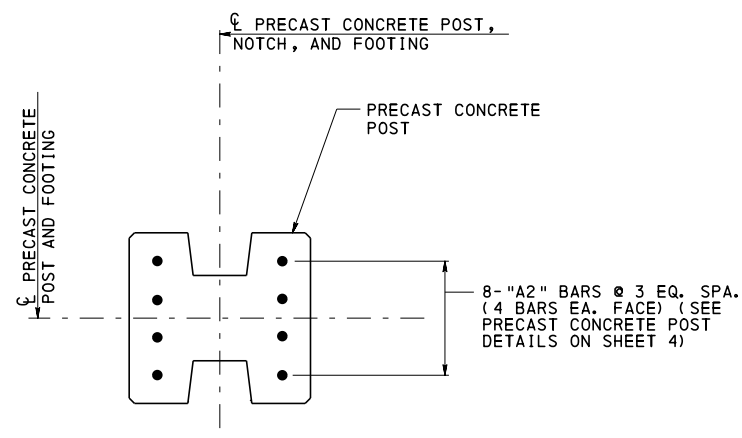 ℄ PRECAST CONCRETE POST,
NOTCH, AND FOOTING
PRECAST CONCRETE
POST
℄ PRECAST CONCRETE
POST AND FOOTING
8-"A2" BARS @ 3 EQ. SPA.
(4 BARS EA. FACE) (SEE
PRECAST CONCRETE POST
DETAILS ON SHEET 4)